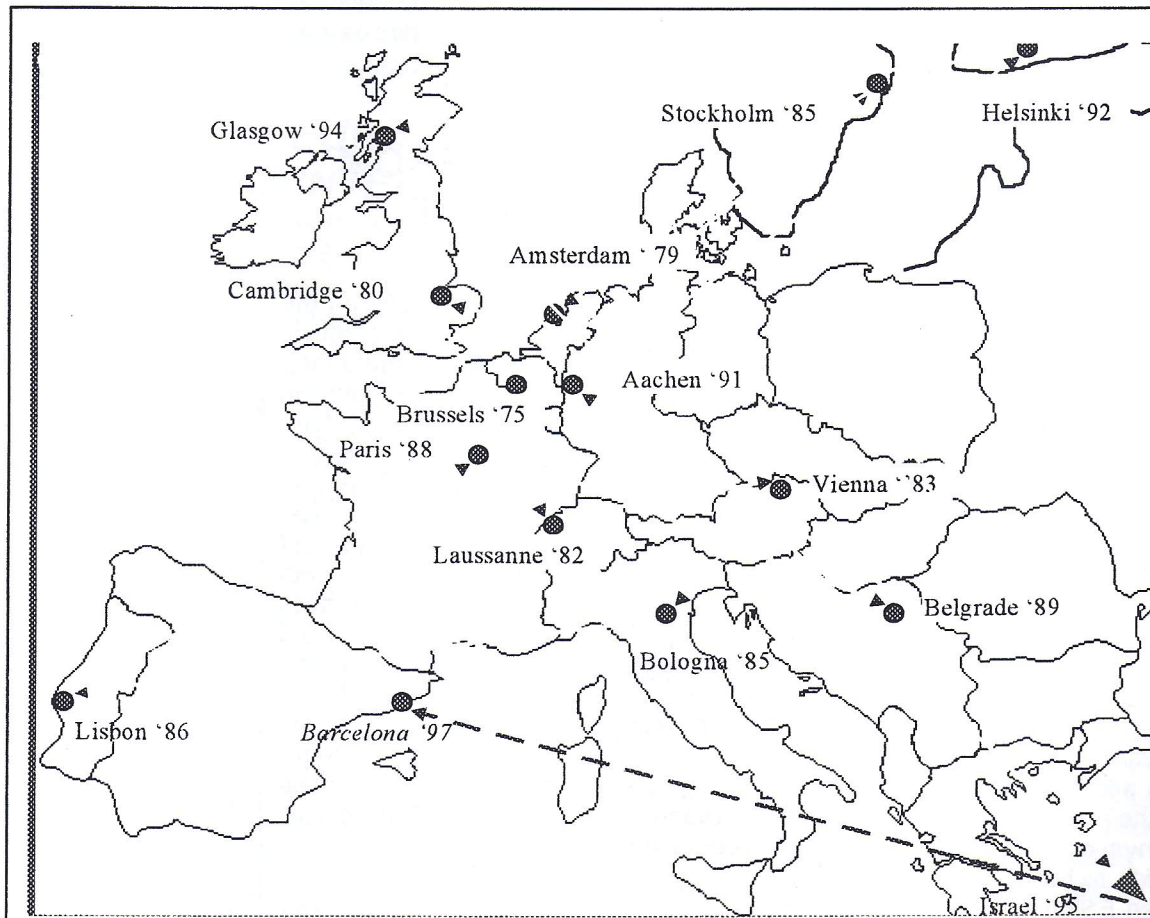 Stockholm ‘85
Helsinki ‘92
Glasgow ‘94
Amsterdam ‘79
Cambridge ‘80
Aachen ‘91
Brussels ‘75
Paris ‘88
Vienna ‘'83
Laussanne ‘82
Belgrade ‘89
Bologna ‘85
Lisbon ‘86
Barcelona ‘97
Israel ‘95